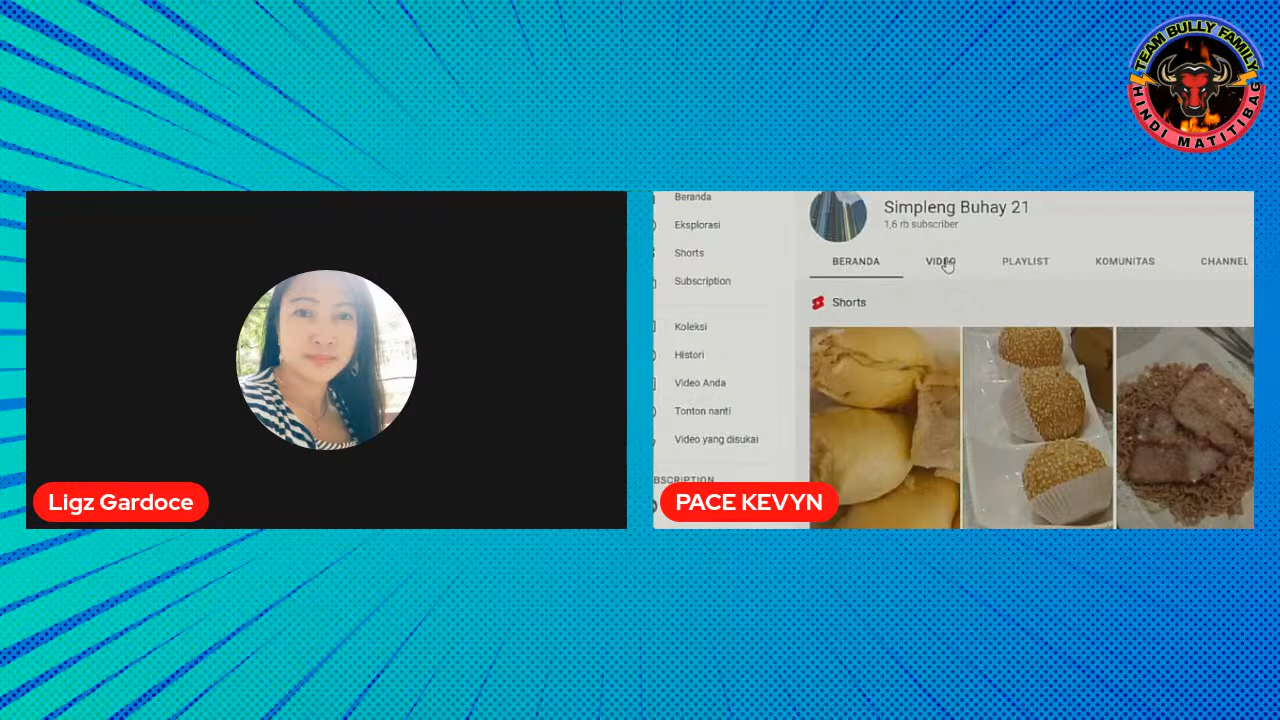 TEAM BULLY FAMILY
HINDI MATITIBAG
Ligz Gardoce
Beranda
Eksplorasi
Shorts
Subscription
Koleksi
Histori
Video Anda
Tonton nanti
Video yang disukai
BSCRIPTION
Simpleng Buhay 21
1,6 rb subscriber
BERANDA VIDEO PLAYLIST KOMUNITAS CHANNEL
Shorts
PACE KEVYN